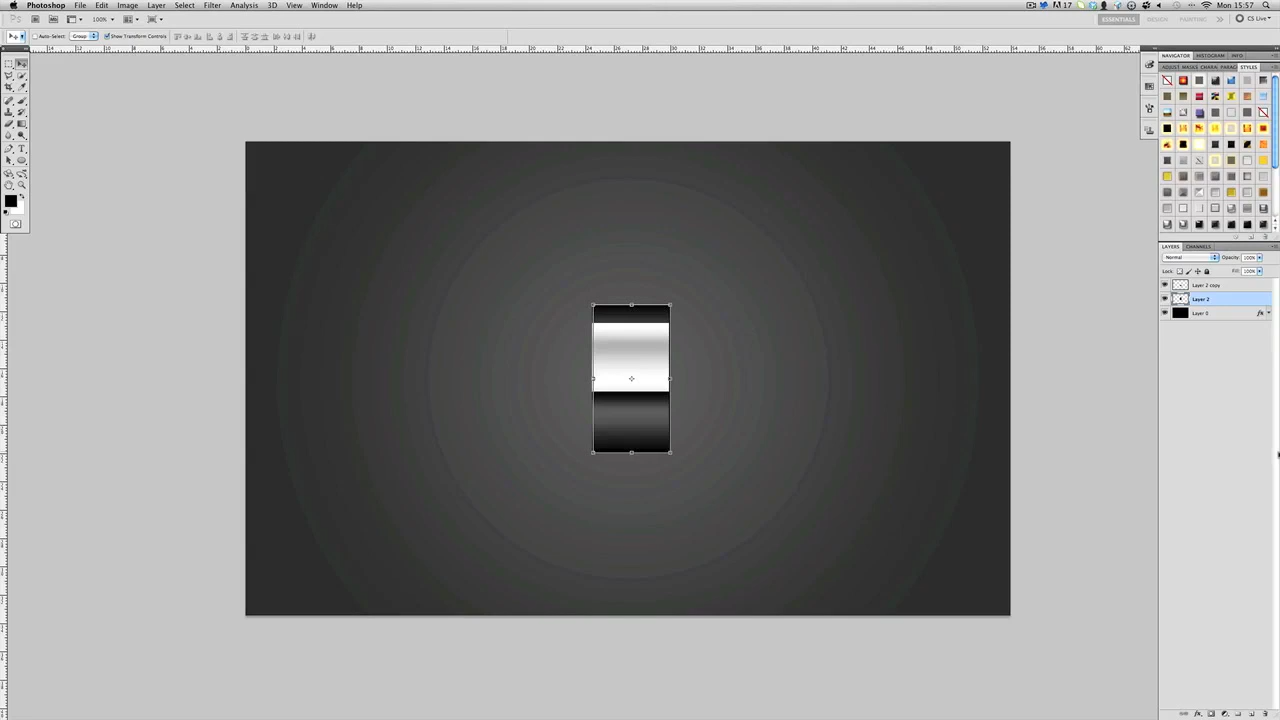 Photoshop File Edit Image Layer Select Filter Analysis 3D View Window Help 17 Mon 15:57
100% ESSENTIALS DESIGN PAINTING CS Live
Auto-Select: Group Show Transform Controls
NAVIGATOR HISTOGRAM INFO
ADJUST MASKS CHARA PARAG STYLES
LAYERS CHANNELS
Normal Opacity: 100%
Lock: Fill: 100%
Layer 2 copy
Layer 2
Layer 0 fx